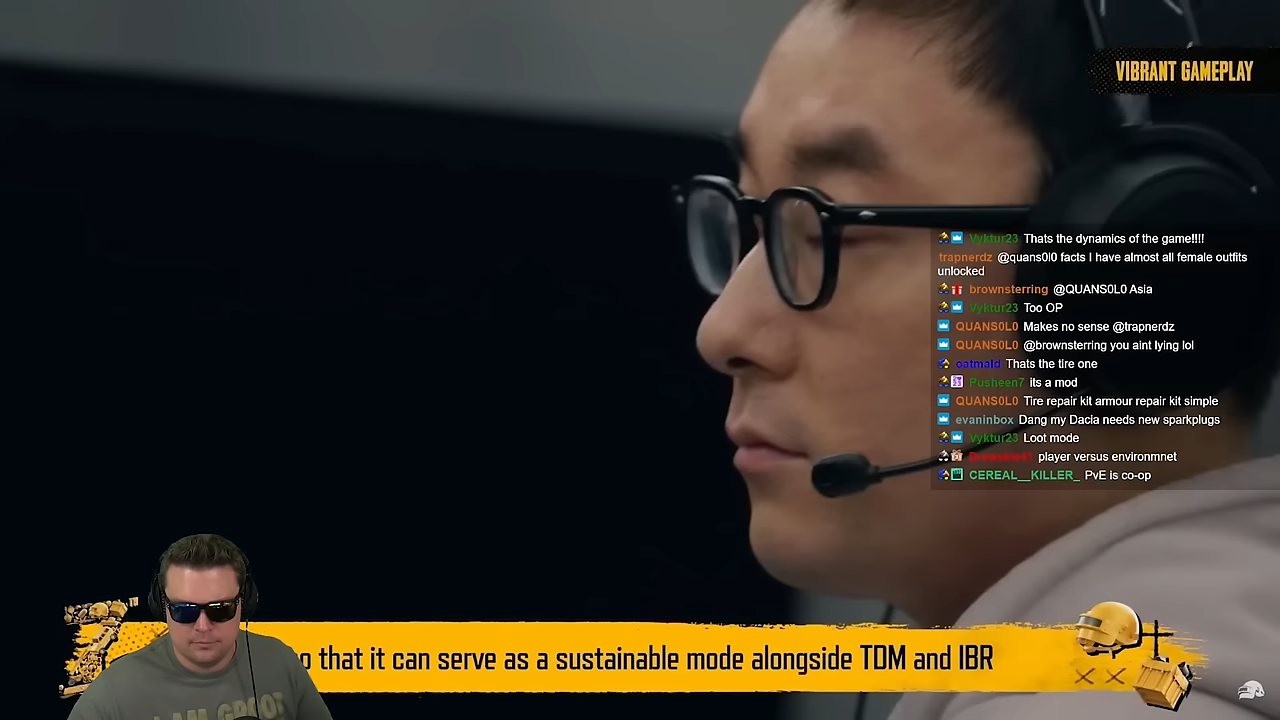 VIBRANT GAMEPLAY
Vyktur23 Thats the dynamics of the game!!!!
trapnerdz @quans0l0 facts I have almost all female outfits
unlocked
brownsterring @QUANS0L0 Asia
Vyktur23 Too OP
QUANS0L0 Makes no sense @trapnerdz
QUANS0L0 @brownsterring you aint lying lol
oatmald Thats the tire one
Pusheen7 its a mod
QUANS0L0 Tire repair kit armour repair kit simple
evaninbox Dang my Dacia needs new sparkplugs
Vyktur23 Loot mode
player versus environmnet
CEREAL__KILLER_ PvE is co-op
o that it can serve as a sustainable mode alongside TDM and IBR
I AM GROOT